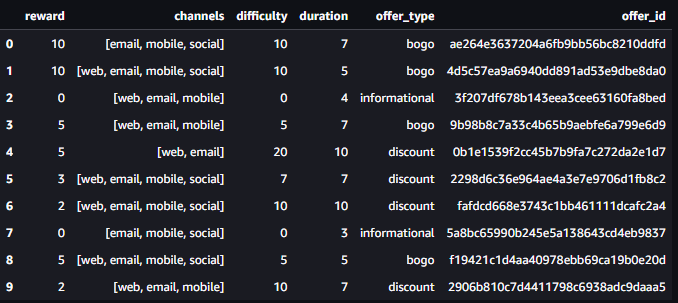 reward channels difficulty duration offer_type offer_id
0 10 [email, mobile, social] 10 7 bogo ae264e3637204a6fb9bb56bc8210ddfd
1 10 [web, email, mobile, social] 10 5 bogo 4d5c57ea9a6940dd891ad53e9dbe8da0
2 0 [web, email, mobile] 0 4 informational 3f207df678b143eea3cee63160fa8bed
3 5 [web, email, mobile] 5 7 bogo 9b98b8c7a33c4b65b9aebfe6a799e6d9
4 5 [web, email] 20 10 discount 0b1e1539f2cc45b7b9fa7c272da2e1d7
5 3 [web, email, mobile, social] 7 7 discount 2298d6c36e964ae4a3e7e9706d1fb8c2
6 2 [web, email, mobile, social] 10 10 discount fafdcd668e3743c1bb461111dcafc2a4
7 0 [email, mobile, social] 0 3 informational 5a8bc65990b245e5a138643cd4eb9837
8 5 [web, email, mobile, social] 5 5 bogo f19421c1d4aa40978ebb69ca19b0e20d
9 2 [web, email, mobile] 10 7 discount 2906b810c7d4411798c6938adc9daaa5